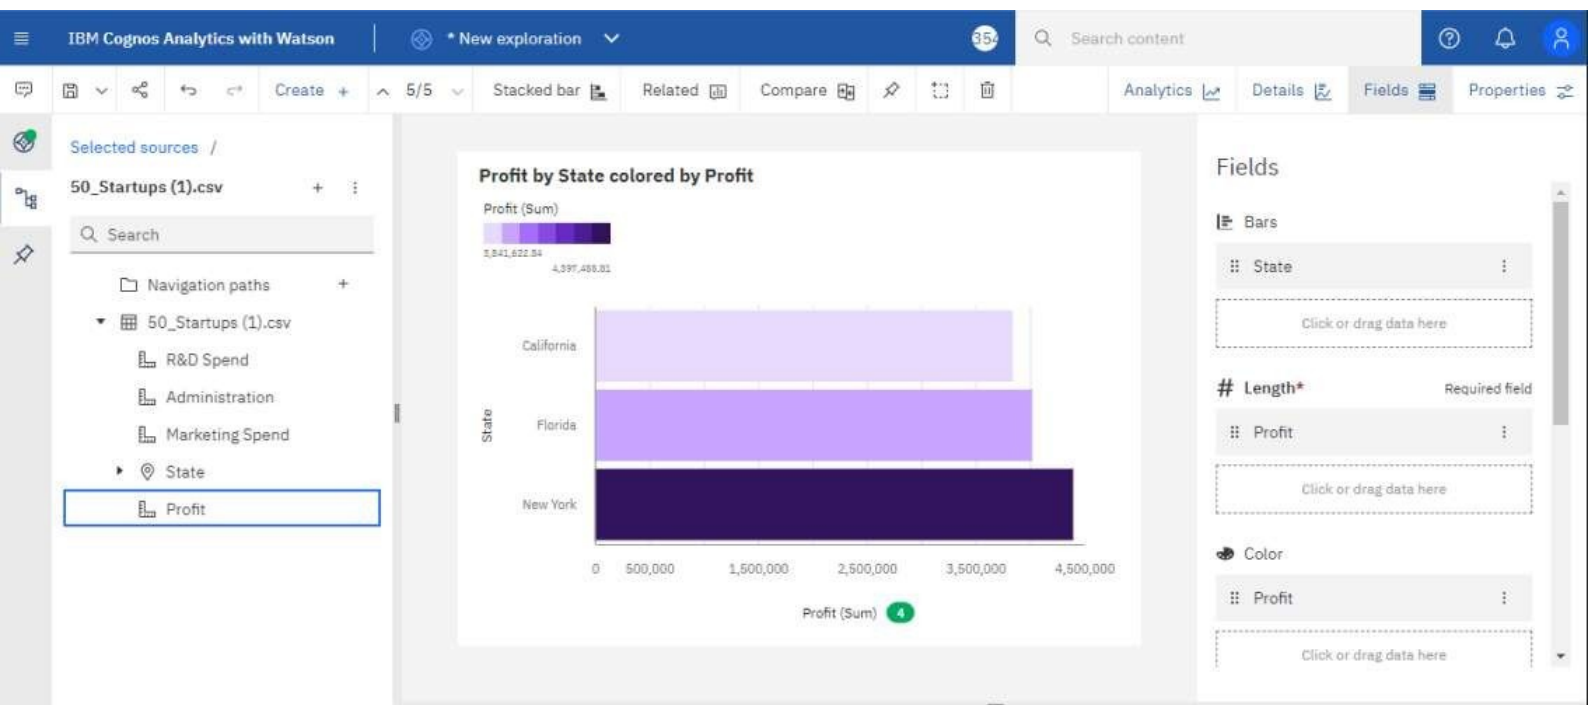 IBM Cognos Analytics with Watson
* New exploration
354
Search content
Create +
5/5
Stacked bar
Related
Compare
Analytics
Details
Fields
Properties
Selected sources /
50_Startups (1).csv
Search
Navigation paths
50_Startups (1).csv
R&D Spend
Administration
Marketing Spend
State
Profit
Profit by State colored by Profit
Profit (Sum)
3,841,622.84
4,397,488.81
California
Florida
New York
State
0 500,000 1,500,000 2,500,000 3,500,000 4,500,000
Profit (Sum) 4
Fields
Bars
State
Click or drag data here
# Length* Required field
Profit
Click or drag data here
Color
Profit
Click or drag data here